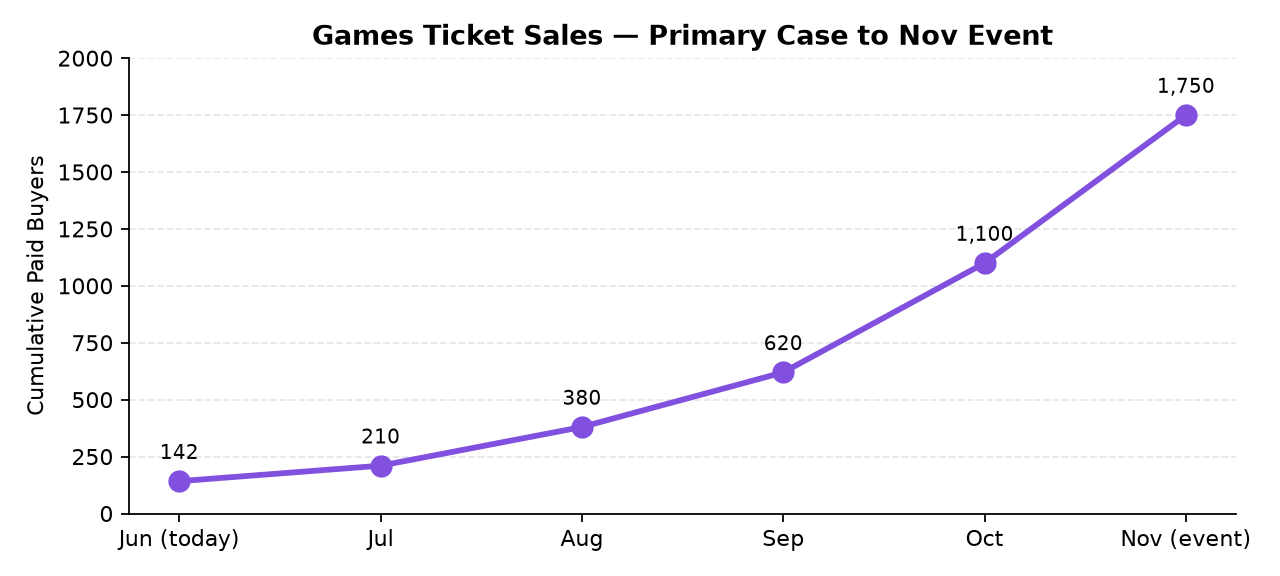 Games Ticket Sales — Primary Case to Nov Event
Cumulative Paid Buyers
2000
1750
1500
1250
1000
750
500
250
0
142
210
380
620
1,100
1,750
Jun (today)
Jul
Aug
Sep
Oct
Nov (event)